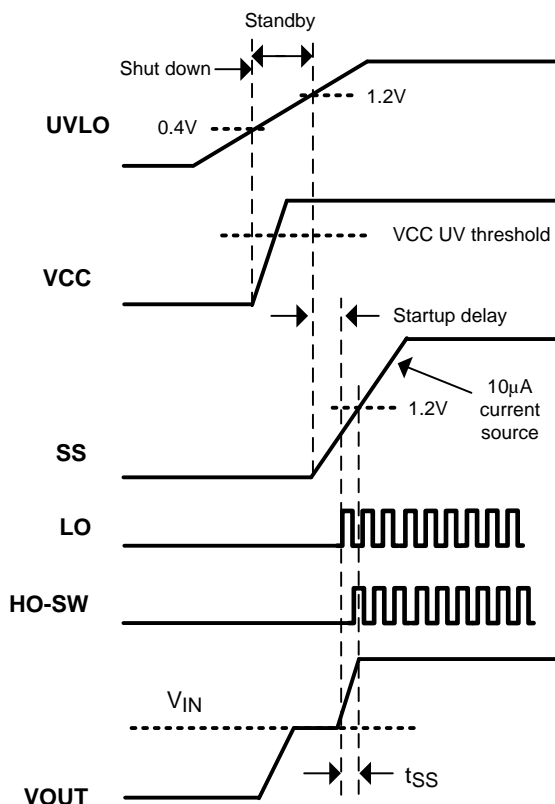 Standby
Shut down
1.2V
0.4V
UVLO
VCC UV threshold
VCC
Startup delay
10μA
current
source
1.2V
SS
LO
HO-SW
VIN
tSS
VOUT